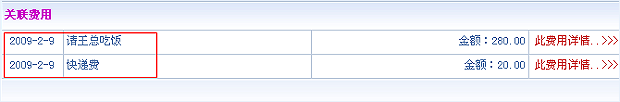 关联费用
2009-2-9 请王总吃饭 金额：280.00 此费用详情..>>>
2009-2-9 快递费 金额：20.00 此费用详情..>>>